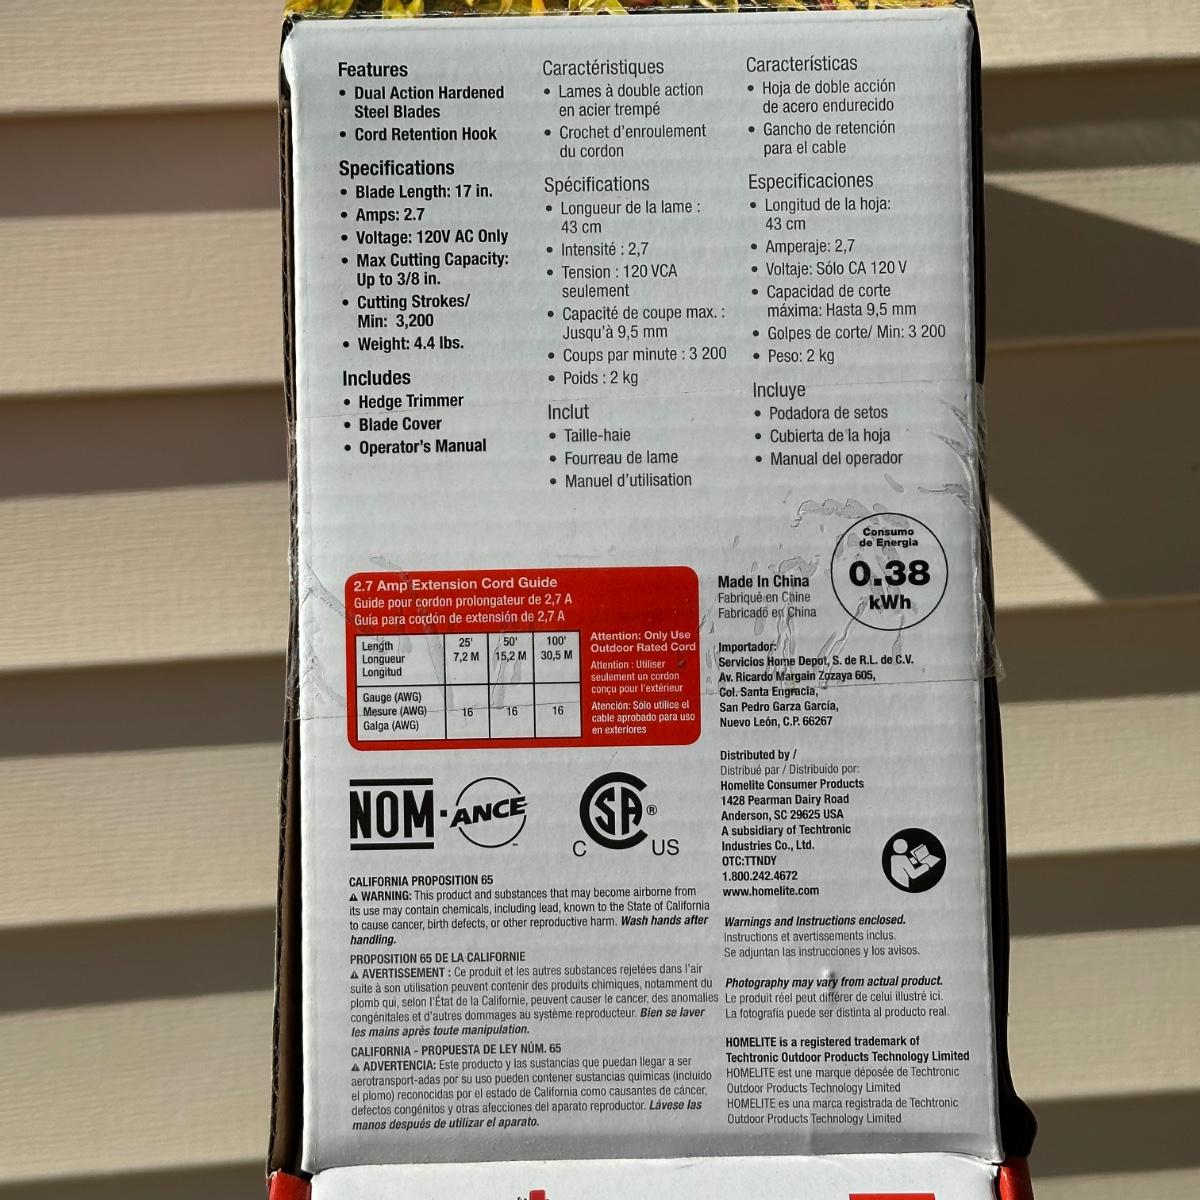 Features
• Dual Action Hardened
Steel Blades
• Cord Retention Hook
Specifications
• Blade Length: 17 in.
• Amps: 2.7
• Voltage: 120V AC Only
• Max Cutting Capacity:
Up to 3/8 in.
• Cutting Strokes/
Min: 3,200
• Weight: 4.4 lbs.
Includes
• Hedge Trimmer
• Blade Cover
• Operator's Manual
Caractéristiques
• Lames à double action
en acier trempé
• Crochet d'enroulement
du cordon
Spécifications
• Longueur de la lame :
43 cm
• Intensité : 2,7
• Tension : 120 VCA
seulement
• Capacité de coupe max. :
Jusqu'à 9,5 mm
• Coups par minute : 3 200
• Poids : 2 kg
Inclut
• Taille-haie
• Fourreau de lame
• Manuel d'utilisation
Características
• Hoja de doble acción
de acero endurecido
• Gancho de retención
para el cable
Especificaciones
• Longitud de la hoja:
43 cm
• Amperaje: 2,7
• Voltaje: Sólo CA 120 V
• Capacidad de corte
máxima: Hasta 9,5 mm
• Golpes de corte/ Min: 3 200
• Peso: 2 kg
Incluye
• Podadora de setos
• Cubierta de la hoja
• Manual del operador
2.7 Amp Extension Cord Guide
Guide pour cordon prolongateur de 2,7 A
Guía para cordón de extensión de 2,7 A
Length
Longueur
Longitud
25' 50' 100'
7,2 M 15,2 M 30,5 M
Gauge (AWG)
Mesure (AWG) 16 16 16
Galga (AWG)
Attention: Only Use
Outdoor Rated Cord
Attention : Utiliser
seulement un cordon
conçu pour l'extérieur
Atención: Sólo utilice el
cable aprobado para uso
en exteriores
Made In China
Fabriqué en Chine
Fabricado en China
Consumo
de Energia
0.38
kWh
Importador:
Servicios Home Depot, S. de R.L. de C.V.
Av. Ricardo Margain Zozaya 605,
Col. Santa Engracia,
San Pedro Garza García,
Nuevo León, C.P. 66267
Distributed by /
Distribué par / Distribuido por:
Homelite Consumer Products
1428 Pearman Dairy Road
Anderson, SC 29625 USA
A subsidiary of Techtronic
Industries Co., Ltd.
OTC:TTNDY
1.800.242.4672
www.homelite.com
NOM-ANCE
C SA ® C US
CALIFORNIA PROPOSITION 65
⚠ WARNING: This product and substances that may become airborne from
its use may contain chemicals, including lead, known to the State of California
to cause cancer, birth defects, or other reproductive harm. Wash hands after
handling.
PROPOSITION 65 DE LA CALIFORNIE
⚠ AVERTISSEMENT : Ce produit et les autres substances rejetées dans l'air
suite à son utilisation peuvent contenir des produits chimiques, notamment du
plomb qui, selon l'État de la Californie, peuvent causer le cancer, des anomalies
congénitales et d'autres dommages au système reproducteur. Bien se laver
les mains après toute manipulation.
CALIFORNIA - PROPUESTA DE LEY NÚM. 65
⚠ ADVERTENCIA: Este producto y las sustancias que puedan llegar a ser
aerotransport-adas por su uso pueden contener sustancias químicas (incluido
el plomo) reconocidas por el estado de California como causantes de cáncer,
defectos congénitos y otras afecciones del aparato reproductor. Lávese las
manos después de utilizar el aparato.
Warnings and Instructions enclosed.
Instructions et avertissements inclus.
Se adjuntan las instrucciones y los avisos.
Photography may vary from actual product.
Le produit réel peut différer de celui illustré ici.
La fotografía puede ser distinta al producto real.
HOMELITE is a registered trademark of
Techtronic Outdoor Products Technology Limited
HOMELITE est une marque déposée de Techtronic
Outdoor Products Technology Limited
HOMELITE es una marca registrada de Techtronic
Outdoor Products Technology Limited